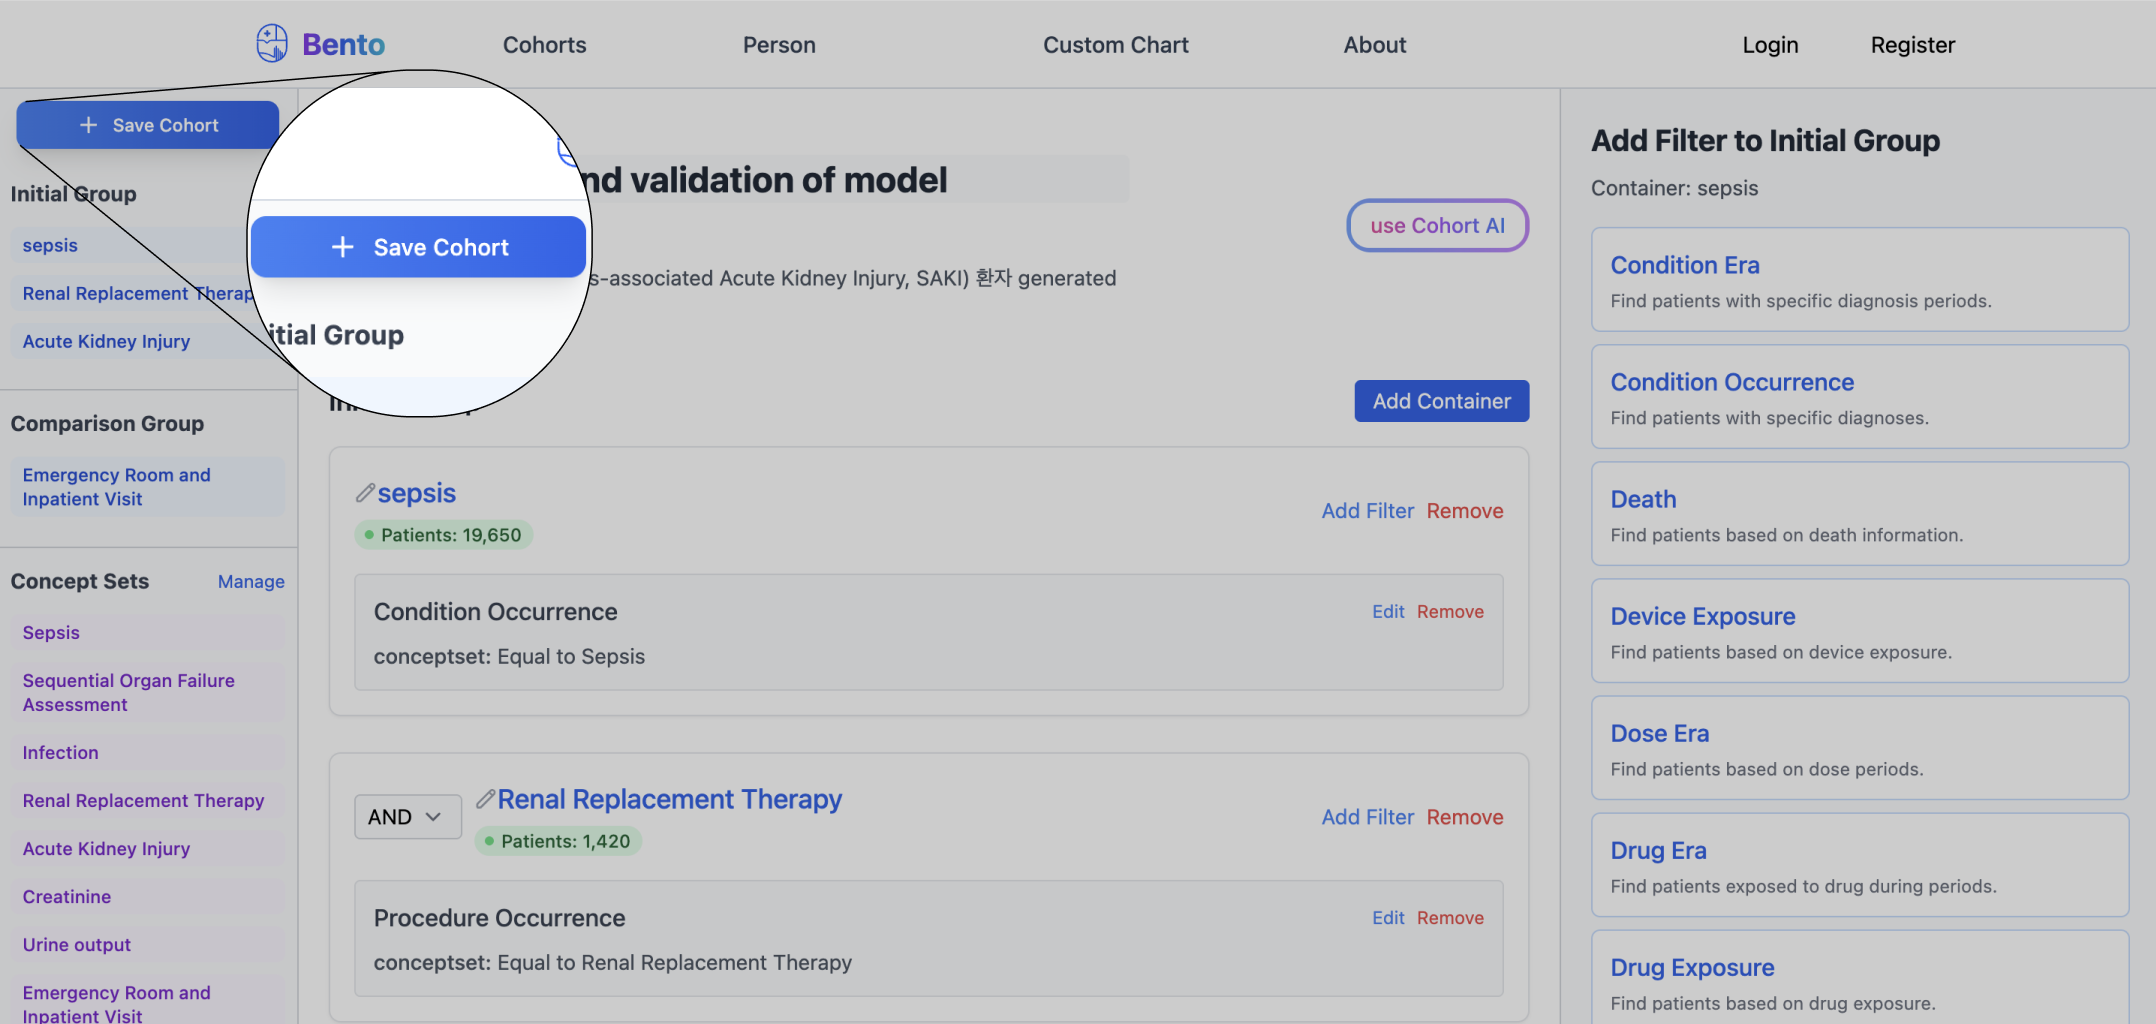 Bento
Cohorts
Person
Custom Chart
About
Login
Register
+ Save Cohort
Initial Group
sepsis
Renal Replacement Therap
Acute Kidney Injury
Comparison Group
Emergency Room and
Inpatient Visit
Concept Sets
Manage
Sepsis
Sequential Organ Failure
Assessment
Infection
Renal Replacement Therapy
Acute Kidney Injury
Creatinine
Urine output
Emergency Room and
Inpatient Visit
+ Save Cohort
itial Group
nd validation of model
use Cohort AI
s-associated Acute Kidney Injury, SAKI) 환자 generated
Add Container
sepsis
Patients: 19,650
Add Filter Remove
Condition Occurrence
Edit Remove
conceptset: Equal to Sepsis
AND
Renal Replacement Therapy
Patients: 1,420
Add Filter Remove
Procedure Occurrence
Edit Remove
conceptset: Equal to Renal Replacement Therapy
Add Filter to Initial Group
Container: sepsis
Condition Era
Find patients with specific diagnosis periods.
Condition Occurrence
Find patients with specific diagnoses.
Death
Find patients based on death information.
Device Exposure
Find patients based on device exposure.
Dose Era
Find patients based on dose periods.
Drug Era
Find patients exposed to drug during periods.
Drug Exposure
Find patients based on drug exposure.